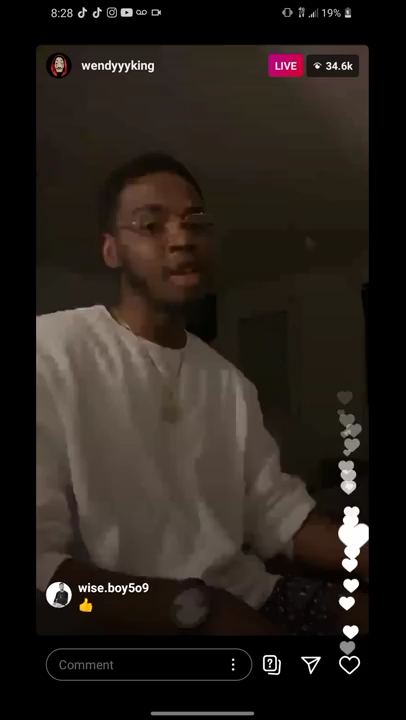 8:28
19%
wendyyyking
LIVE
34.6k
wise.boy5o9
👍
Comment